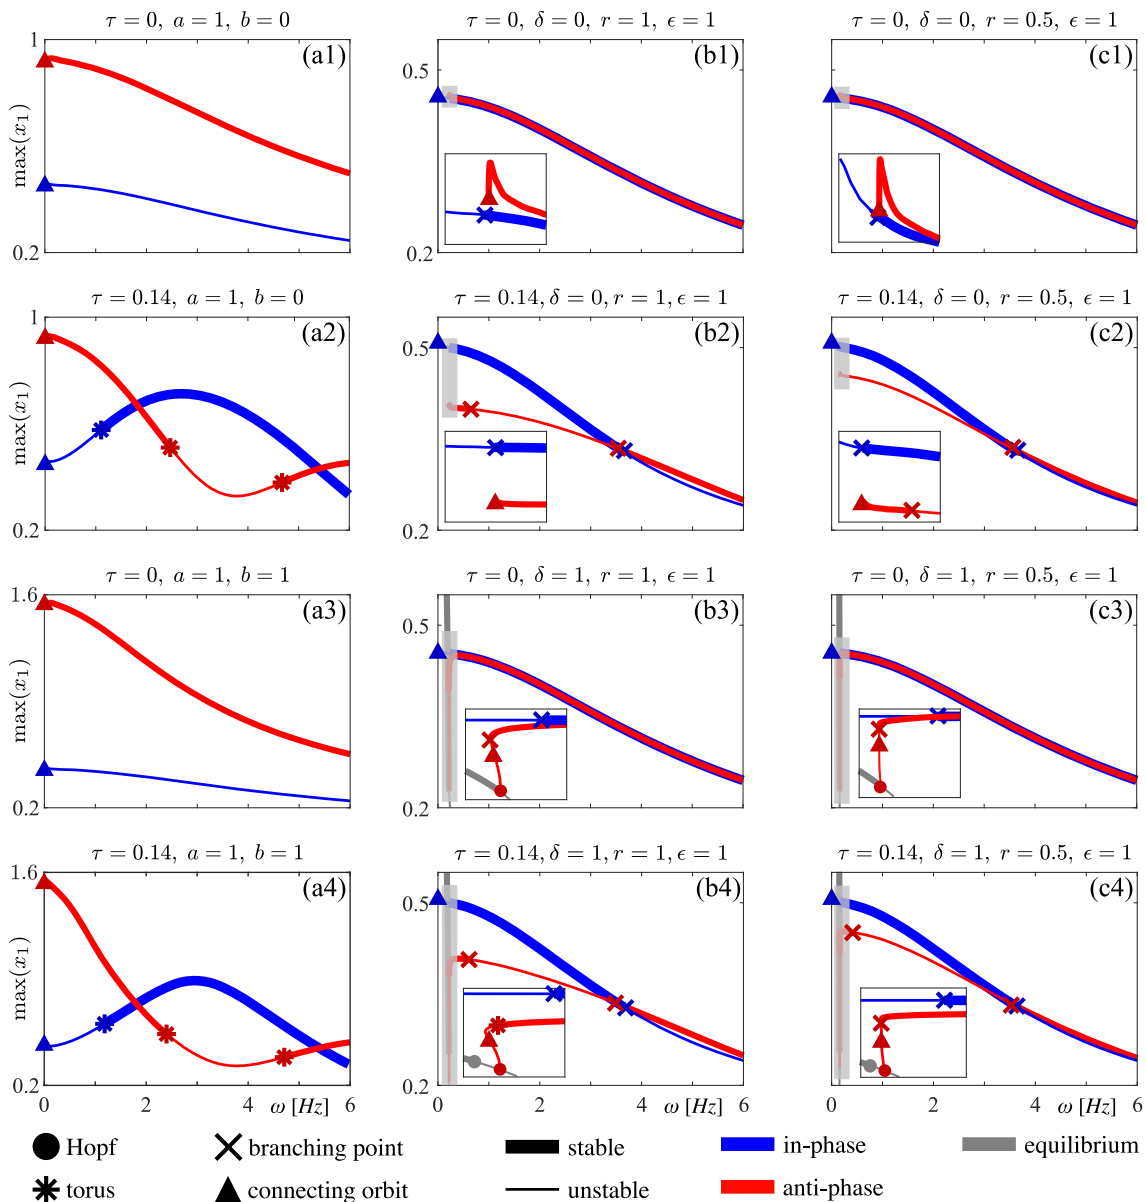 τ = 0, a = 1, b = 0
τ = 0, δ = 0, r = 1, ϵ = 1
τ = 0, δ = 0, r = 0.5, ϵ = 1
1
(a1)
max(x₁)
0.2
0.5
(b1)
0.2
(c1)
τ = 0.14, a = 1, b = 0
τ = 0.14, δ = 0, r = 1, ϵ = 1
τ = 0.14, δ = 0, r = 0.5, ϵ = 1
1
(a2)
max(x₁)
0.2
0.5
(b2)
0.2
(c2)
τ = 0, a = 1, b = 1
τ = 0, δ = 1, r = 1, ϵ = 1
τ = 0, δ = 1, r = 0.5, ϵ = 1
1.6
(a3)
max(x₁)
0.2
0.5
(b3)
0.2
(c3)
τ = 0.14, a = 1, b = 1
τ = 0.14, δ = 1, r = 1, ϵ = 1
τ = 0.14, δ = 1, r = 0.5, ϵ = 1
1.6
(a4)
max(x₁)
0.2
0.5
(b4)
0.2
(c4)
0 2 4 ω [Hz] 6
0 2 4 ω [Hz] 6
0 2 4 ω [Hz] 6
Hopf
branching point
stable
in-phase
equilibrium
torus
connecting orbit
unstable
anti-phase